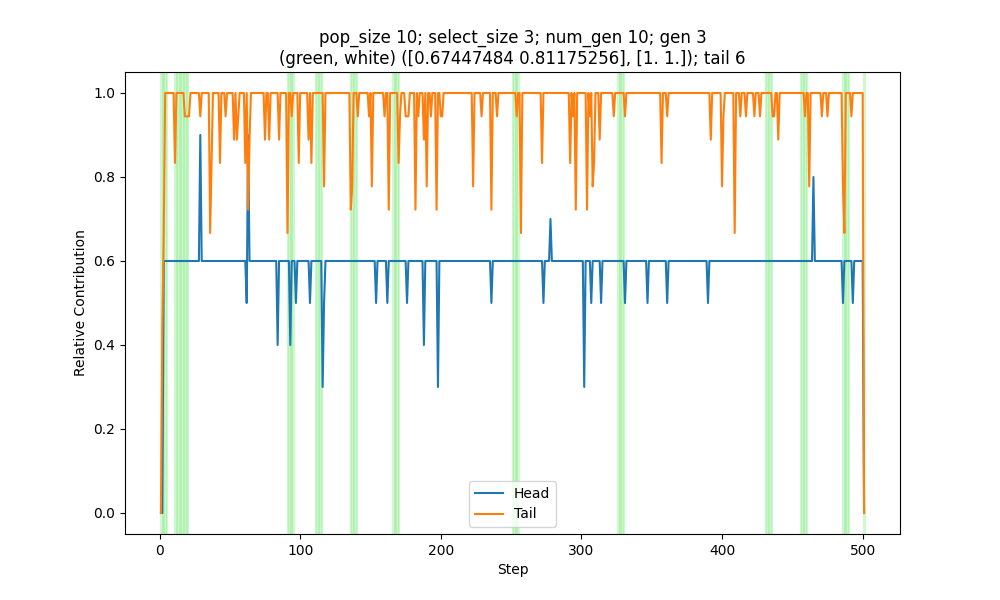 pop_size 10; select_size 3; num_gen 10; gen 3
(green, white) ([0.67447484 0.81175256], [1. 1.]); tail 6
Relative Contribution
1.0
0.8
0.6
0.4
0.2
0.0
Head
Tail
0 100 200 300 400 500
Step